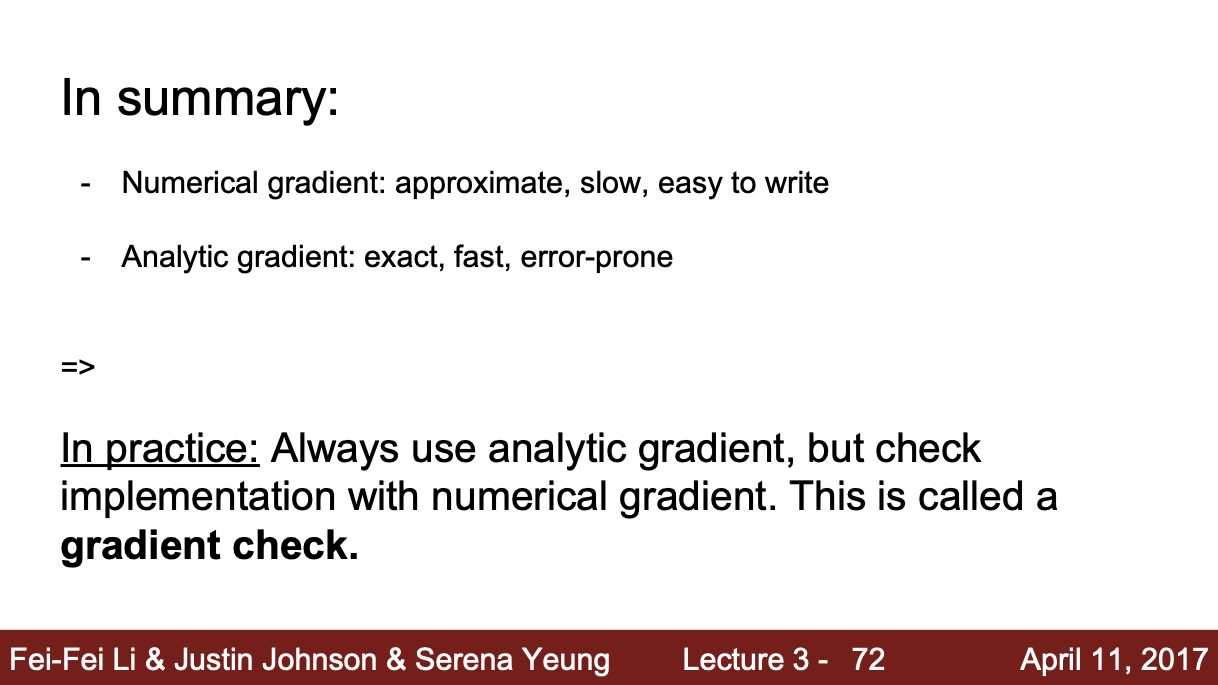 In summary:
- Numerical gradient: approximate, slow, easy to write
- Analytic gradient: exact, fast, error-prone
=>
In practice: Always use analytic gradient, but check
implementation with numerical gradient. This is called a
gradient check.
Fei-Fei Li & Justin Johnson & Serena Yeung Lecture 3 - 72 April 11, 2017